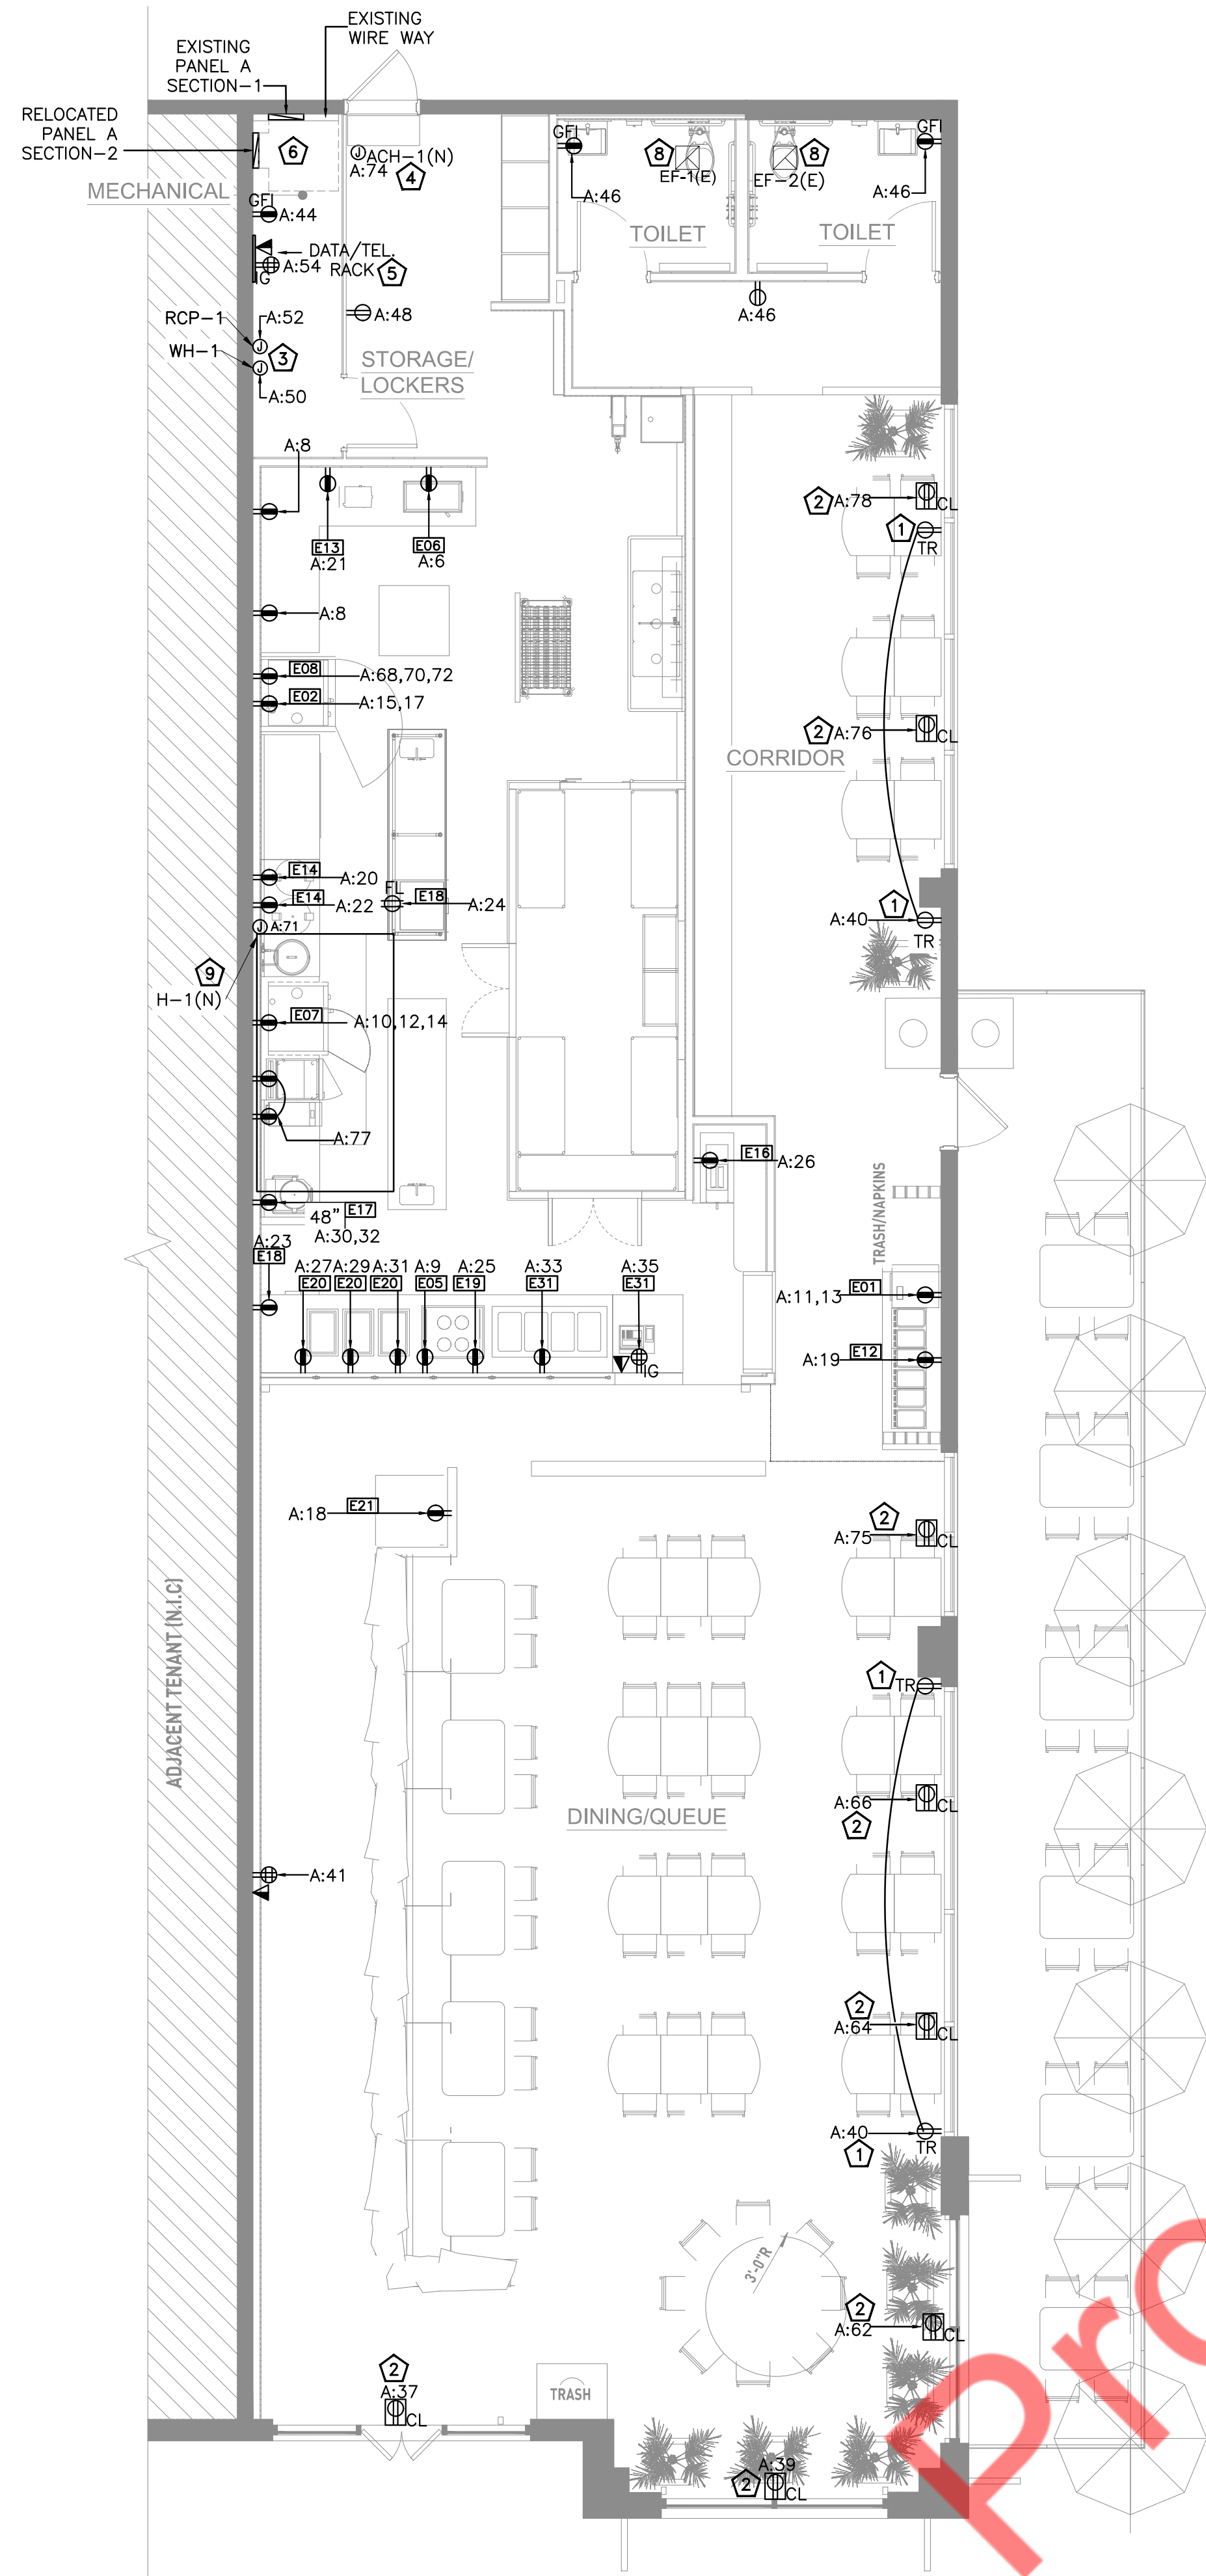 EXISTING
WIRE WAY
EXISTING
PANEL A
SECTION-1
RELOCATED
PANEL A
SECTION-2
MECHANICAL
6
J ACH-1(N)
A:74
4
GFI
A:46
8
EF-1(E)
8
EF-2(E)
GFI
A:46
TOILET
TOILET
GFI
A:44
DATA/TEL.
RACK
5
A:54
IG
A:48
A:46
RCP-1
A:52
J
3
WH-1
J
A:50
STORAGE/
LOCKERS
A:8
E13
A:21
E06
A:6
2
A:78
CL
1
TR
A:8
E08
A:68,70,72
E02
A:15,17
2
A:76
CL
CORRIDOR
E14
A:20
FL
E14
A:22
E18
A:24
J
A:71
1
A:40
TR
9
H-1(N)
E07
A:10,12,14
A:77
E16
A:26
TRASH/NAPKINS
48"
E17
A:30,32
A:23
E18
A:27
A:29
A:31
A:9
A:25
A:33
A:35
E20
E20
E20
E05
E19
E31
E31
IG
A:11,13
E01
A:19
E12
A:18
E21
2
A:75
CL
ADJACENT TENANT (N.I.C)
1
TR
A:66
CL
2
DINING/QUEUE
A:41
2
A:64
CL
A:40
TR
1
3'-0"R
2
A:62
CL
2
A:37
CL
TRASH
A:39
2
CL
Pro